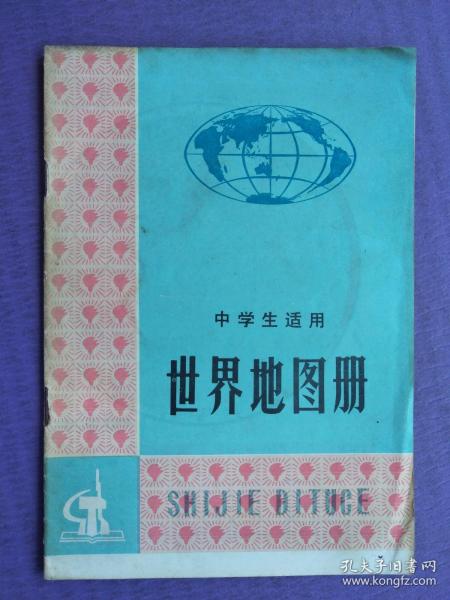 中学生适用
世界地图册
SHIJIE DITUCE
孔夫子旧书网
www.kongfz.com